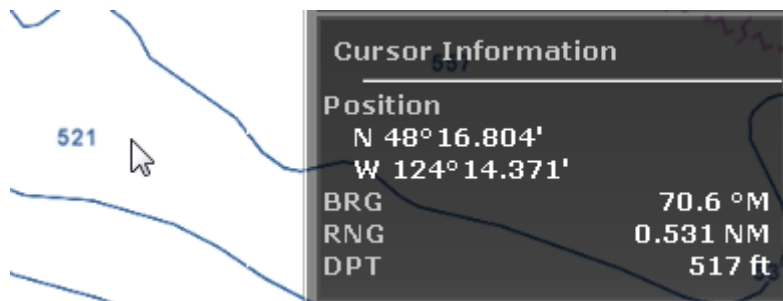 Cursor Information
537
Position
521
N 48°16.804'
W 124°14.371'
BRG 70.6 °M
RNG 0.531 NM
DPT 517 ft